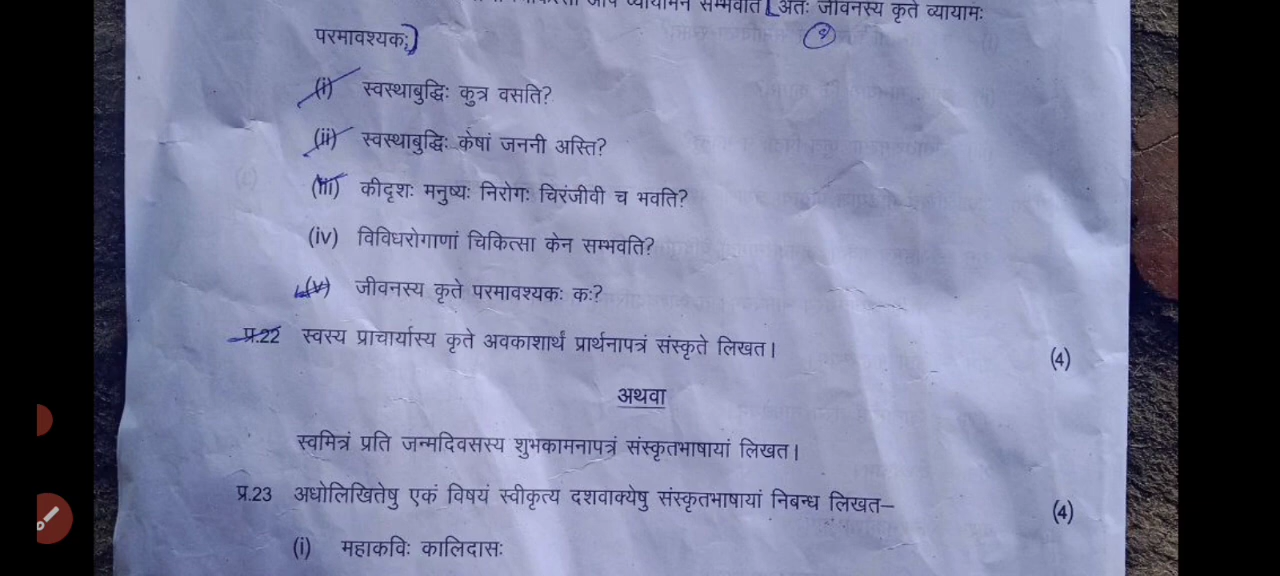 व्यायामेन सम्भवति। अतः जीवनस्य कृते व्यायामः
परमावश्यकः
(i) स्वस्थाबुद्धिः कुत्र वसति?
(ii) स्वस्थाबुद्धिः केषां जननी अस्ति?
(iii) कीदृशः मनुष्यः निरोगः चिरंजीवी च भवति?
(iv) विविधरोगाणां चिकित्सा केन सम्भवति?
(v) जीवनस्य कृते परमावश्यकः कः?
प्र.22 स्वस्य प्राचार्यास्य कृते अवकाशार्थं प्रार्थनापत्रं संस्कृते लिखत। (4)
अथवा
स्वमित्रं प्रति जन्मदिवसस्य शुभकामनापत्रं संस्कृतभाषायां लिखत।
प्र.23 अधोलिखितेषु एकं विषयं स्वीकृत्य दशवाक्येषु संस्कृतभाषायां निबन्ध लिखत– (4)
(i) महाकविः कालिदासः